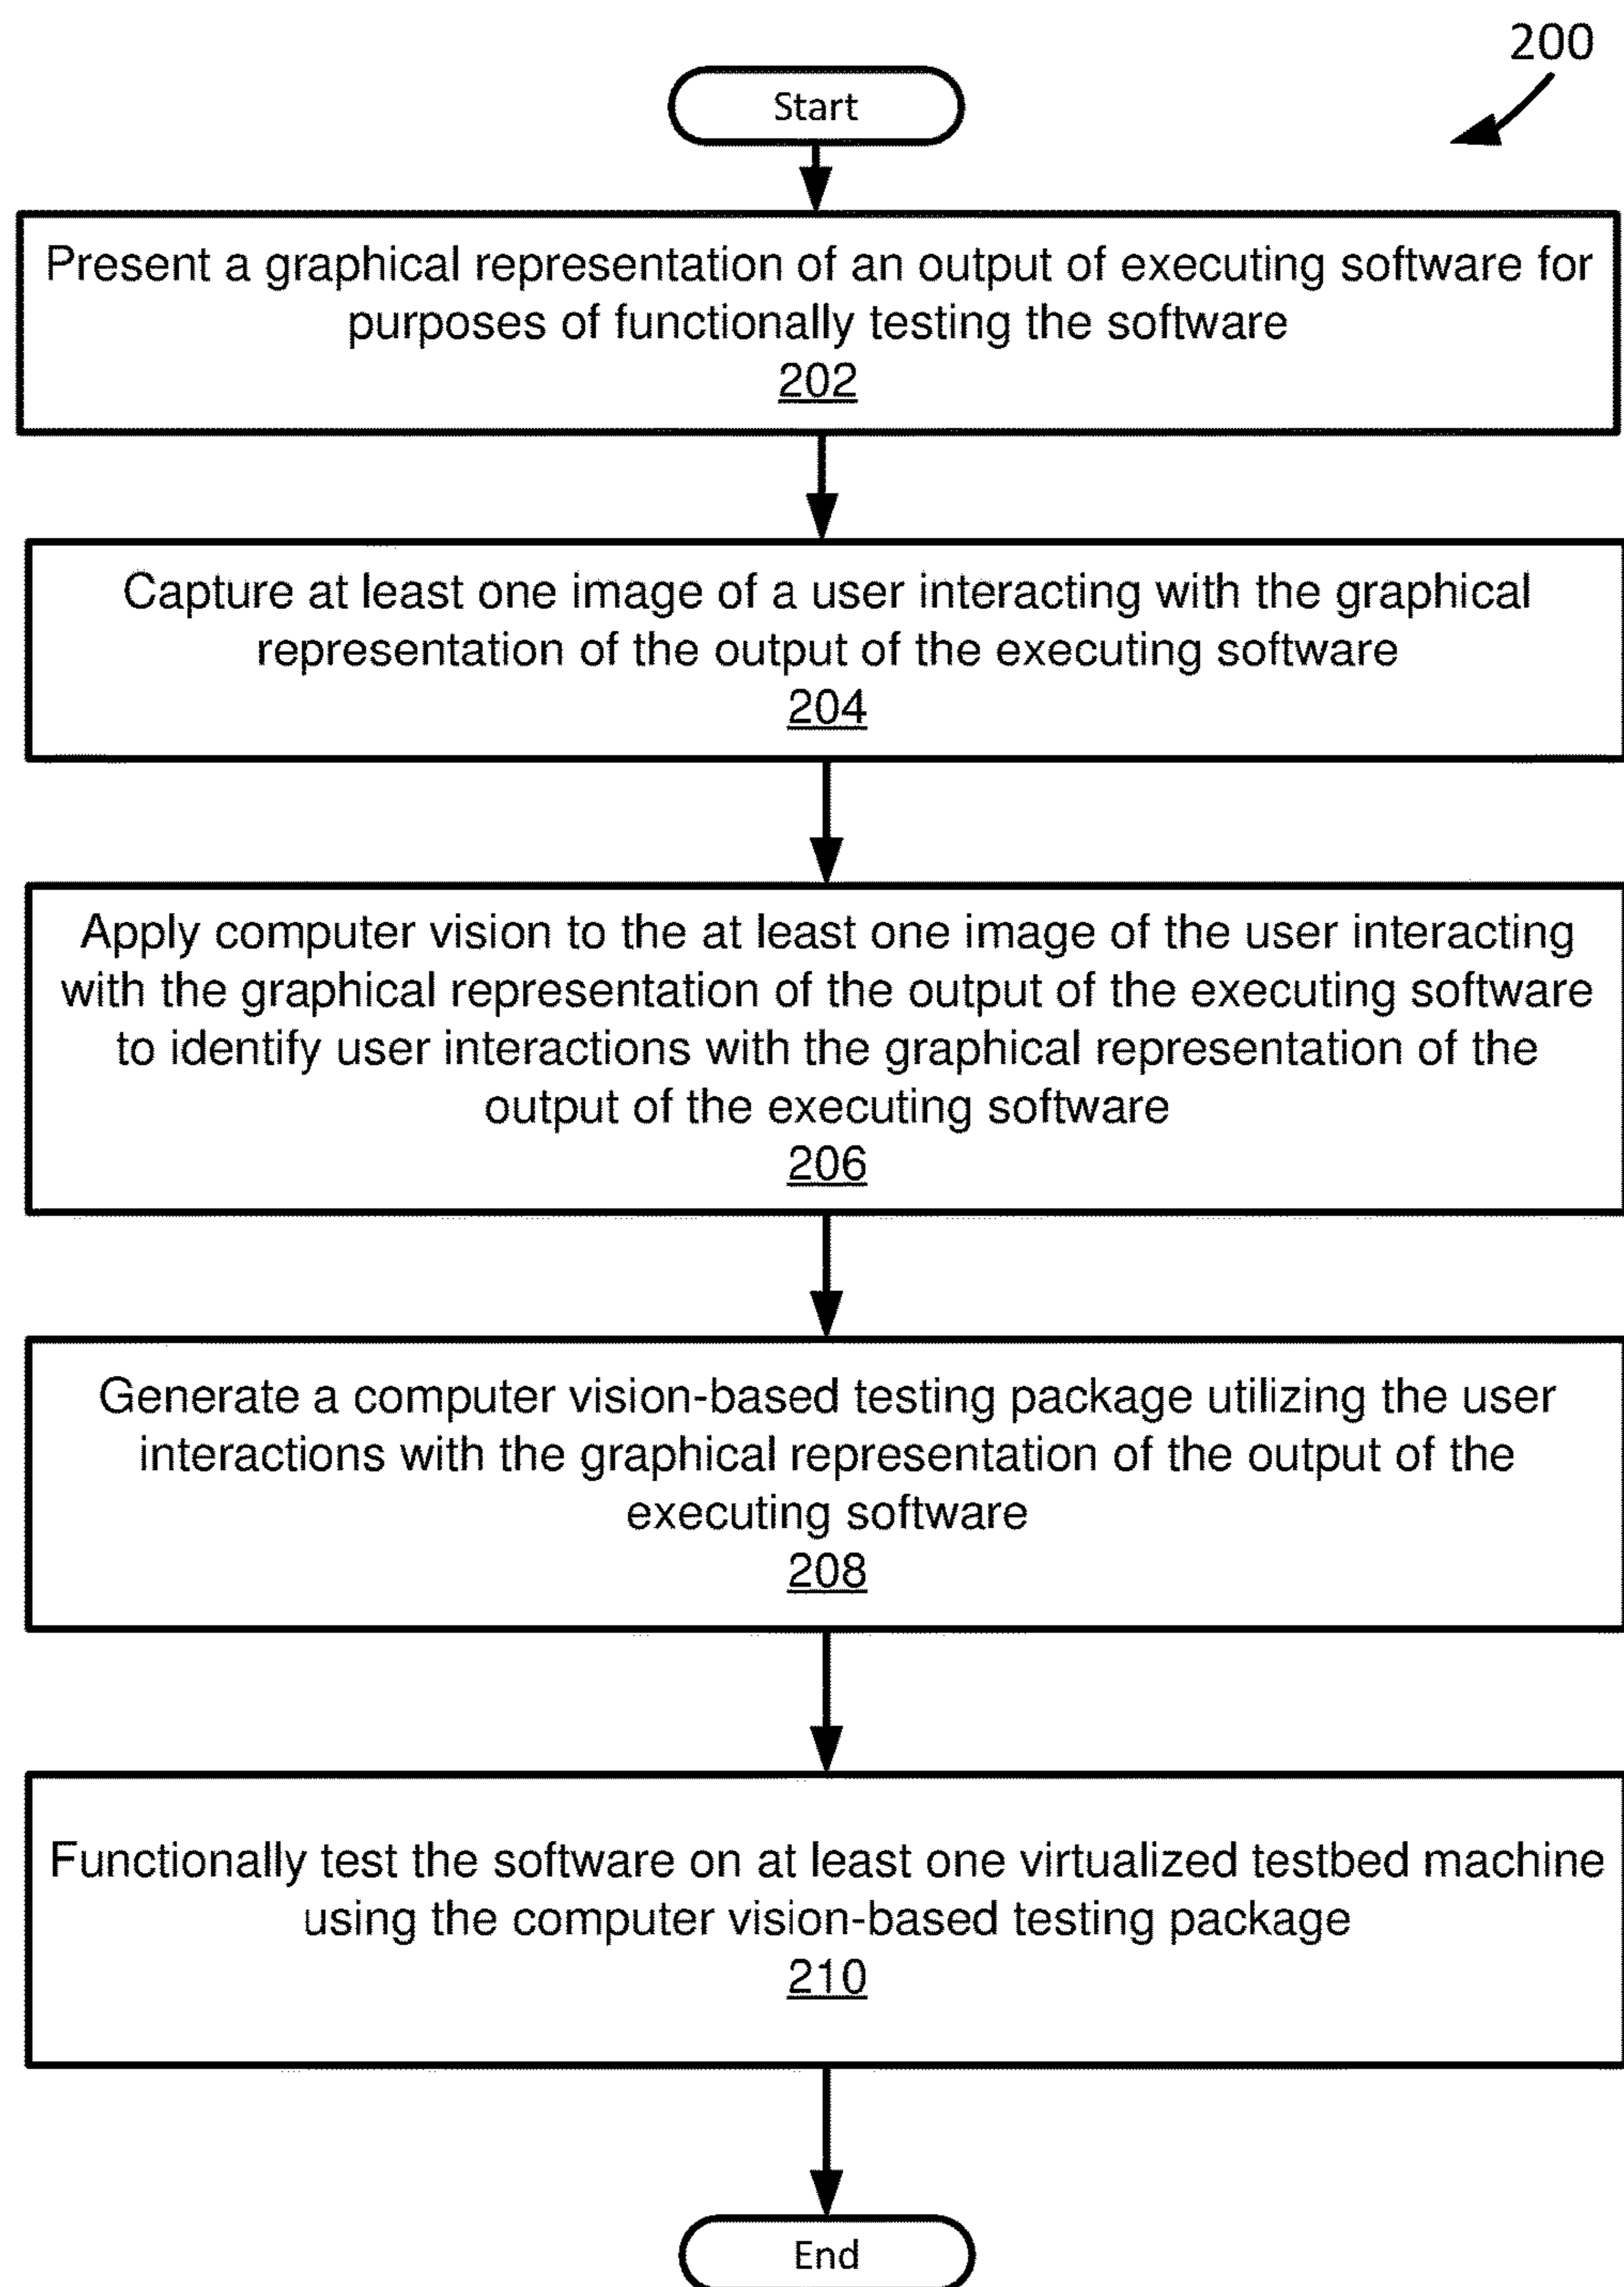 200
Start
Present a graphical representation of an output of executing software for
purposes of functionally testing the software
202
Capture at least one image of a user interacting with the graphical
representation of the output of the executing software
204
Apply computer vision to the at least one image of the user interacting
with the graphical representation of the output of the executing software
to identify user interactions with the graphical representation of the
output of the executing software
206
Generate a computer vision-based testing package utilizing the user
interactions with the graphical representation of the output of the
executing software
208
Functionally test the software on at least one virtualized testbed machine
using the computer vision-based testing package
210
End